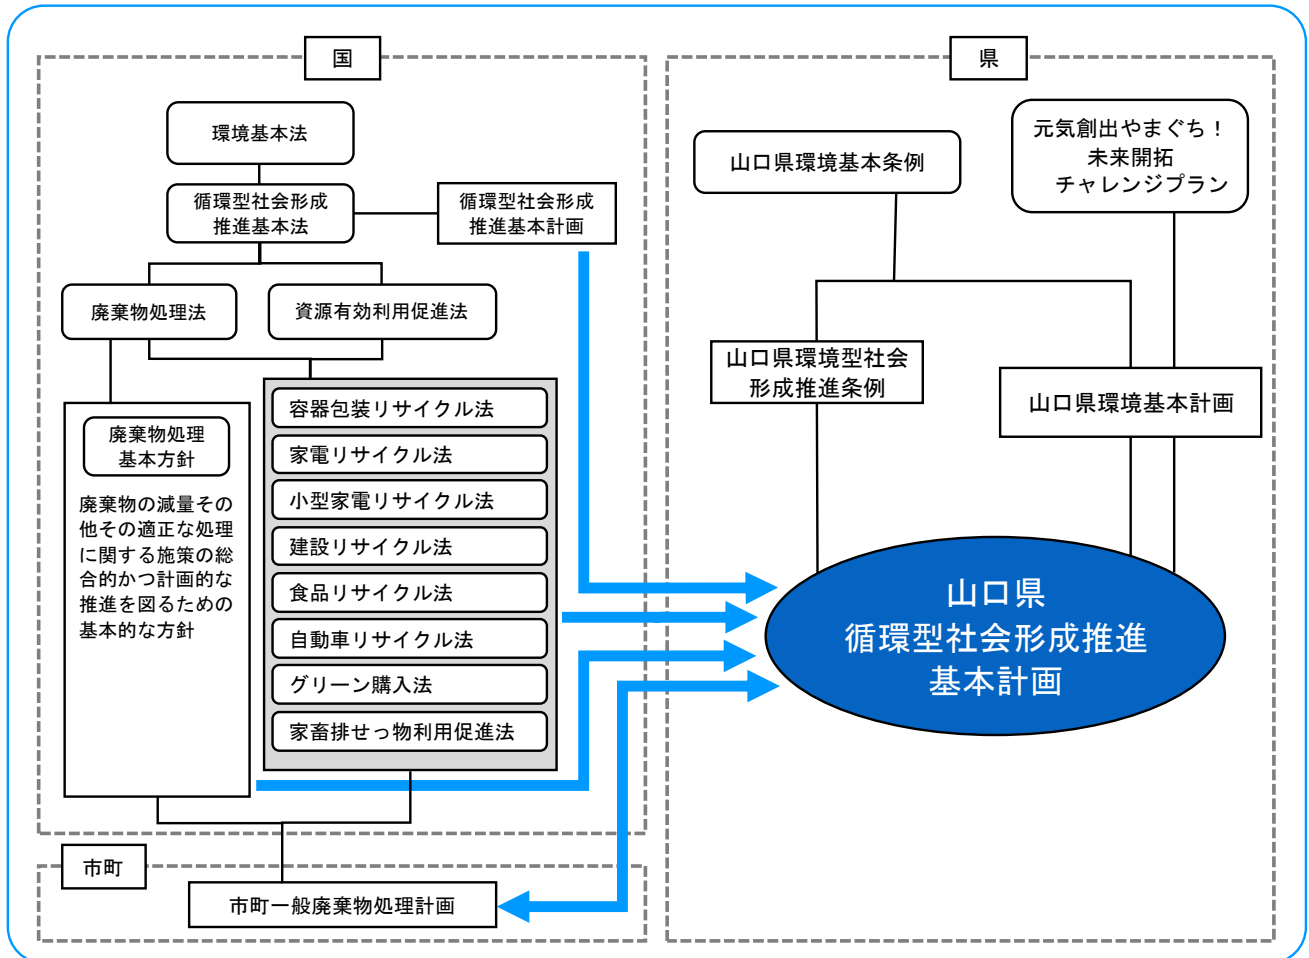 国
環境基本法
循環型社会形成
推進基本法
循環型社会形成
推進基本計画
廃棄物処理法
資源有効利用促進法
廃棄物処理
基本方針
廃棄物の減量その
他その適正な処理
に関する施策の総
合的かつ計画的な
推進を図るための
基本的な方針
容器包装リサイクル法
家電リサイクル法
小型家電リサイクル法
建設リサイクル法
食品リサイクル法
自動車リサイクル法
グリーン購入法
家畜排せっ物利用促進法
市町
市町一般廃棄物処理計画
県
山口県環境基本条例
元気創出やまぐち！
未来開拓
チャレンジプラン
山口県環境型社会
形成推進条例
山口県環境基本計画
山口県
循環型社会形成推進
基本計画